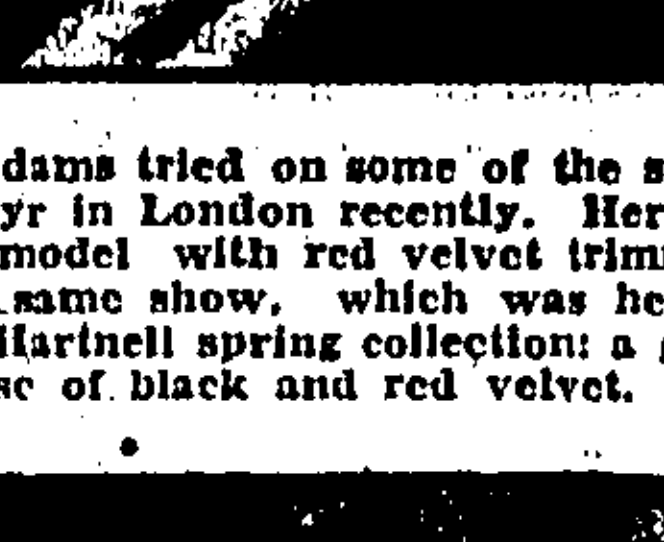 dams tried on some of the s
yr in London recently. Her
model with red velvet trim
same show, which was he
Hartnell spring collection: a
se of black and red velvet.